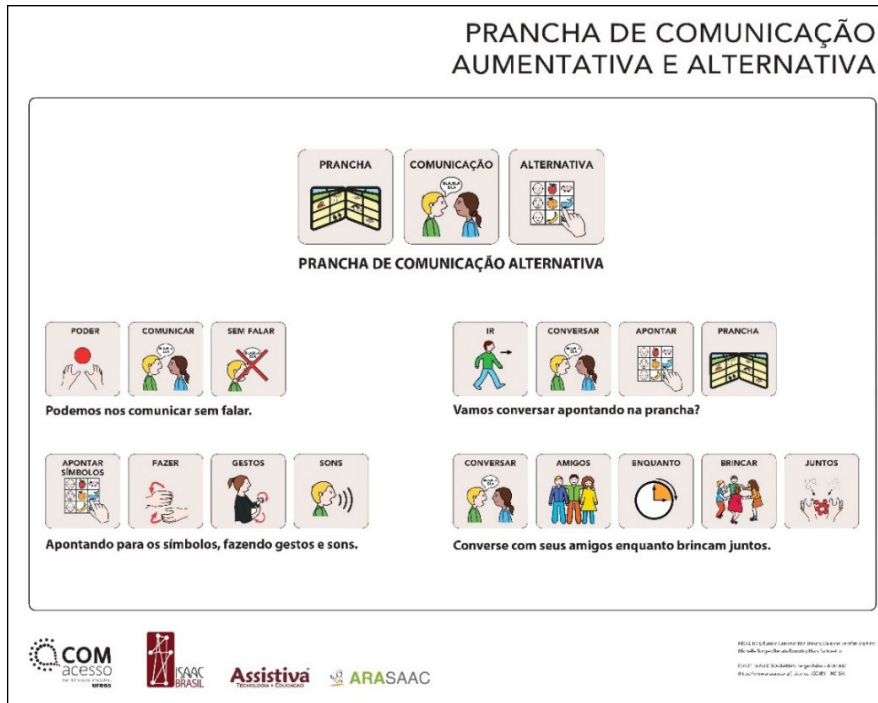 PRANCHA DE COMUNICAÇÃO
AUMENTATIVA E ALTERNATIVA
PRANCHA COMUNICAÇÃO ALTERNATIVA
PRANCHA DE COMUNICAÇÃO ALTERNATIVA
PODER COMUNICAR SEM FALAR
Podemos nos comunicar sem falar.
IR CONVERSAR APONTAR PRANCHA
Vamos conversar apontando na prancha?
APONTAR
SÍMBOLOS FAZER GESTOS SONS
Apontando para os símbolos, fazendo gestos e sons.
CONVERSAR AMIGOS ENQUANTO BRINCAR JUNTOS
Converse com seus amigos enquanto brincam juntos.
COM
acesso
UFRGS
ISAAC
BRASIL
Assistiva
TECNOLOGIA E EDUCAÇÃO
ARASAAC